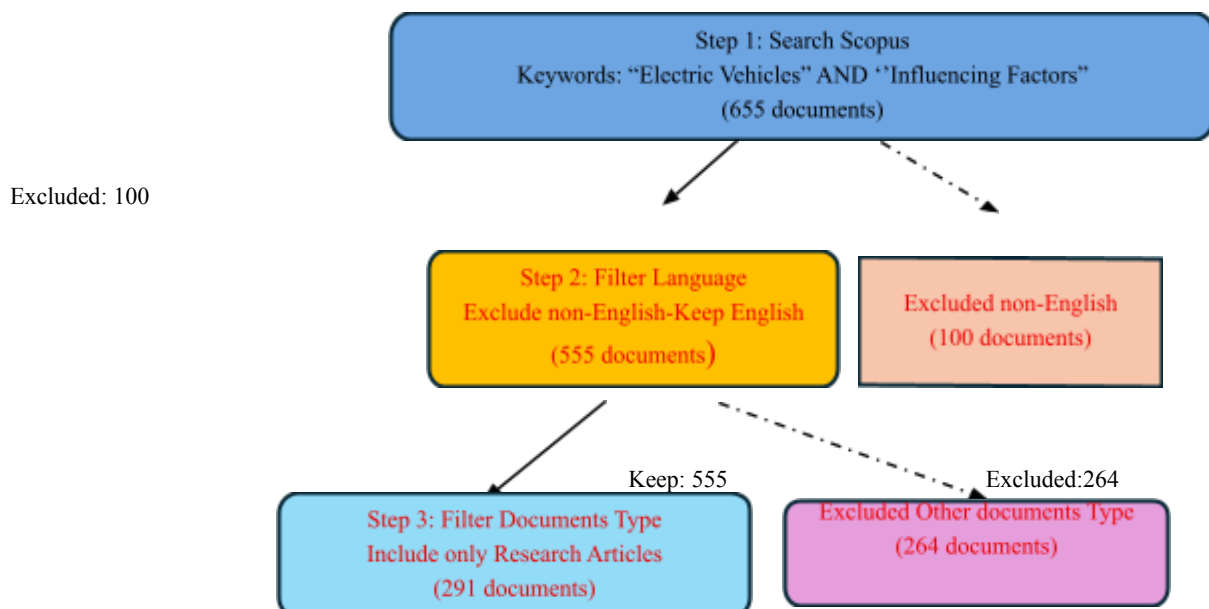 Step 1: Search Scopus
Keywords: “Electric Vehicles” AND ‘’Influencing Factors”
(655 documents)
Excluded: 100
Step 2: Filter Language
Exclude non-English-Keep English
(555 documents)
Excluded non-English
(100 documents)
Keep: 555
Excluded:264
Step 3: Filter Documents Type
Include only Research Articles
(291 documents)
Excluded Other documents Type
(264 documents)